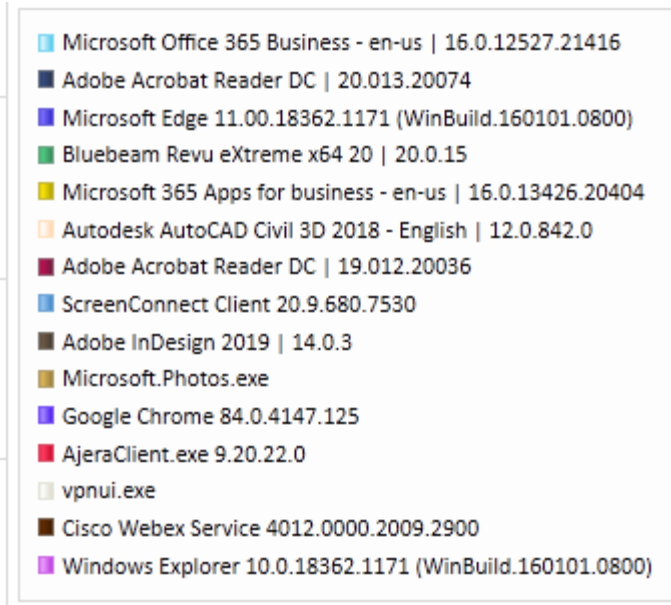 Microsoft Office 365 Business - en-us | 16.0.12527.21416
Adobe Acrobat Reader DC | 20.013.20074
Microsoft Edge 11.00.18362.1171 (WinBuild.160101.0800)
Bluebeam Revu eXtreme x64 20 | 20.0.15
Microsoft 365 Apps for business - en-us | 16.0.13426.20404
Autodesk AutoCAD Civil 3D 2018 - English | 12.0.842.0
Adobe Acrobat Reader DC | 19.012.20036
ScreenConnect Client 20.9.680.7530
Adobe InDesign 2019 | 14.0.3
Microsoft.Photos.exe
Google Chrome 84.0.4147.125
AjeraClient.exe 9.20.22.0
vpnui.exe
Cisco Webex Service 4012.0000.2009.2900
Windows Explorer 10.0.18362.1171 (WinBuild.160101.0800)